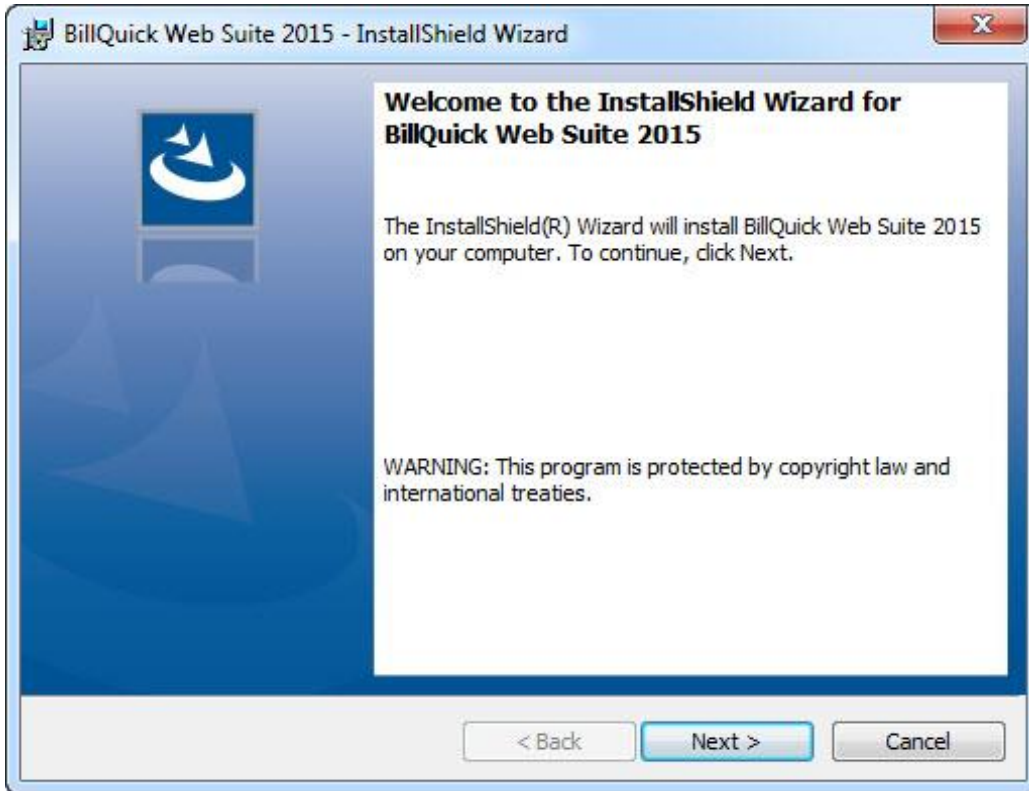 BillQuick Web Suite 2015 - InstallShield Wizard
Welcome to the InstallShield Wizard for
BillQuick Web Suite 2015
The InstallShield(R) Wizard will install BillQuick Web Suite 2015
on your computer. To continue, click Next.
WARNING: This program is protected by copyright law and
international treaties.
< Back
Next >
Cancel